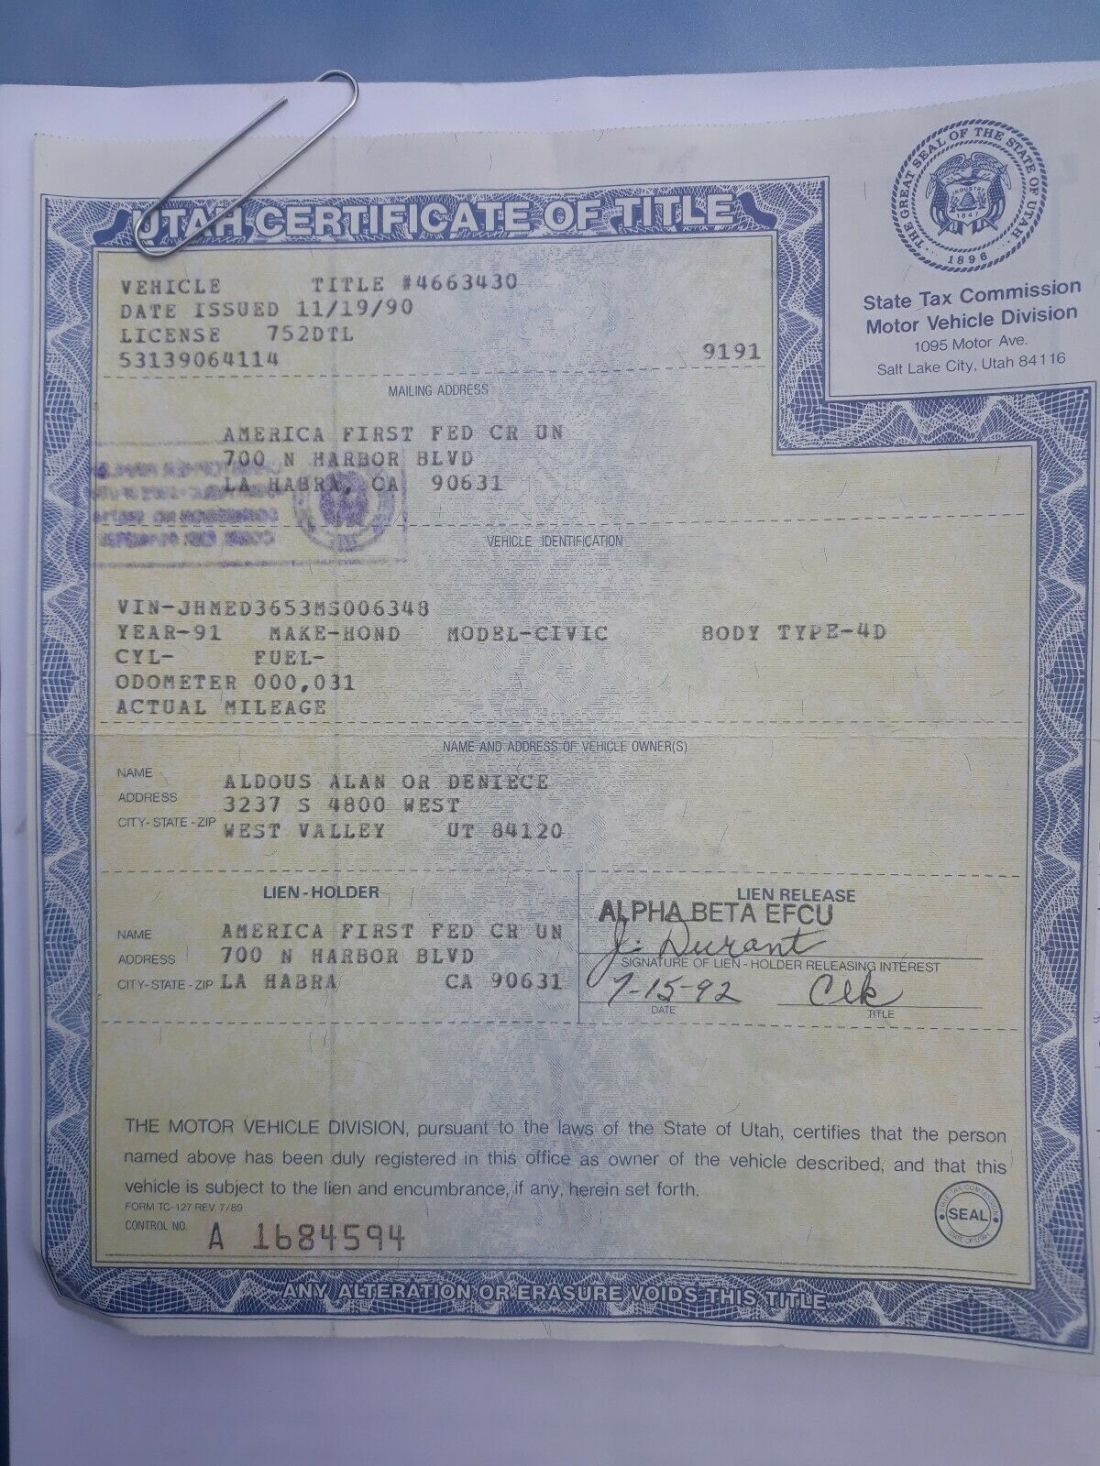 UTAH CERTIFICATE OF TITLE
THE GREAT SEAL OF THE STATE OF UTAH
INDUSTRY
1847
1896
State Tax Commission
Motor Vehicle Division
1095 Motor Ave.
Salt Lake City, Utah 84116
VEHICLE TITLE #4663430
DATE ISSUED 11/19/90
LICENSE 752DTL
53139064114 9191
MAILING ADDRESS
AMERICA FIRST FED CR UN
700 N HARBOR BLVD
LA HABRA, CA 90631
VEHICLE IDENTIFICATION
VIN-JHMED3653MS006348
YEAR-91 MAKE-HOND MODEL-CIVIC BODY TYPE-4D
CYL- FUEL-
ODOMETER 000,031
ACTUAL MILEAGE
NAME AND ADDRESS OF VEHICLE OWNER(S)
NAME ALDOUS ALAN OR DENIECE
ADDRESS 3237 S 4800 WEST
CITY-STATE-ZIP WEST VALLEY UT 84120
LIEN-HOLDER
NAME AMERICA FIRST FED CR UN
ADDRESS 700 N HARBOR BLVD
CITY-STATE-ZIP LA HABRA CA 90631
LIEN RELEASE
ALPHA BETA EFCU
J. Durant
SIGNATURE OF LIEN-HOLDER RELEASING INTEREST
7-15-92 Clk
DATE TITLE
THE MOTOR VEHICLE DIVISION, pursuant to the laws of the State of Utah, certifies that the person
named above has been duly registered in this office as owner of the vehicle described, and that this
vehicle is subject to the lien and encumbrance, if any, herein set forth.
FORM TC-127 REV 7/89
CONTROL NO. A 1684594
SEAL
ANY ALTERATION OR ERASURE VOIDS THIS TITLE